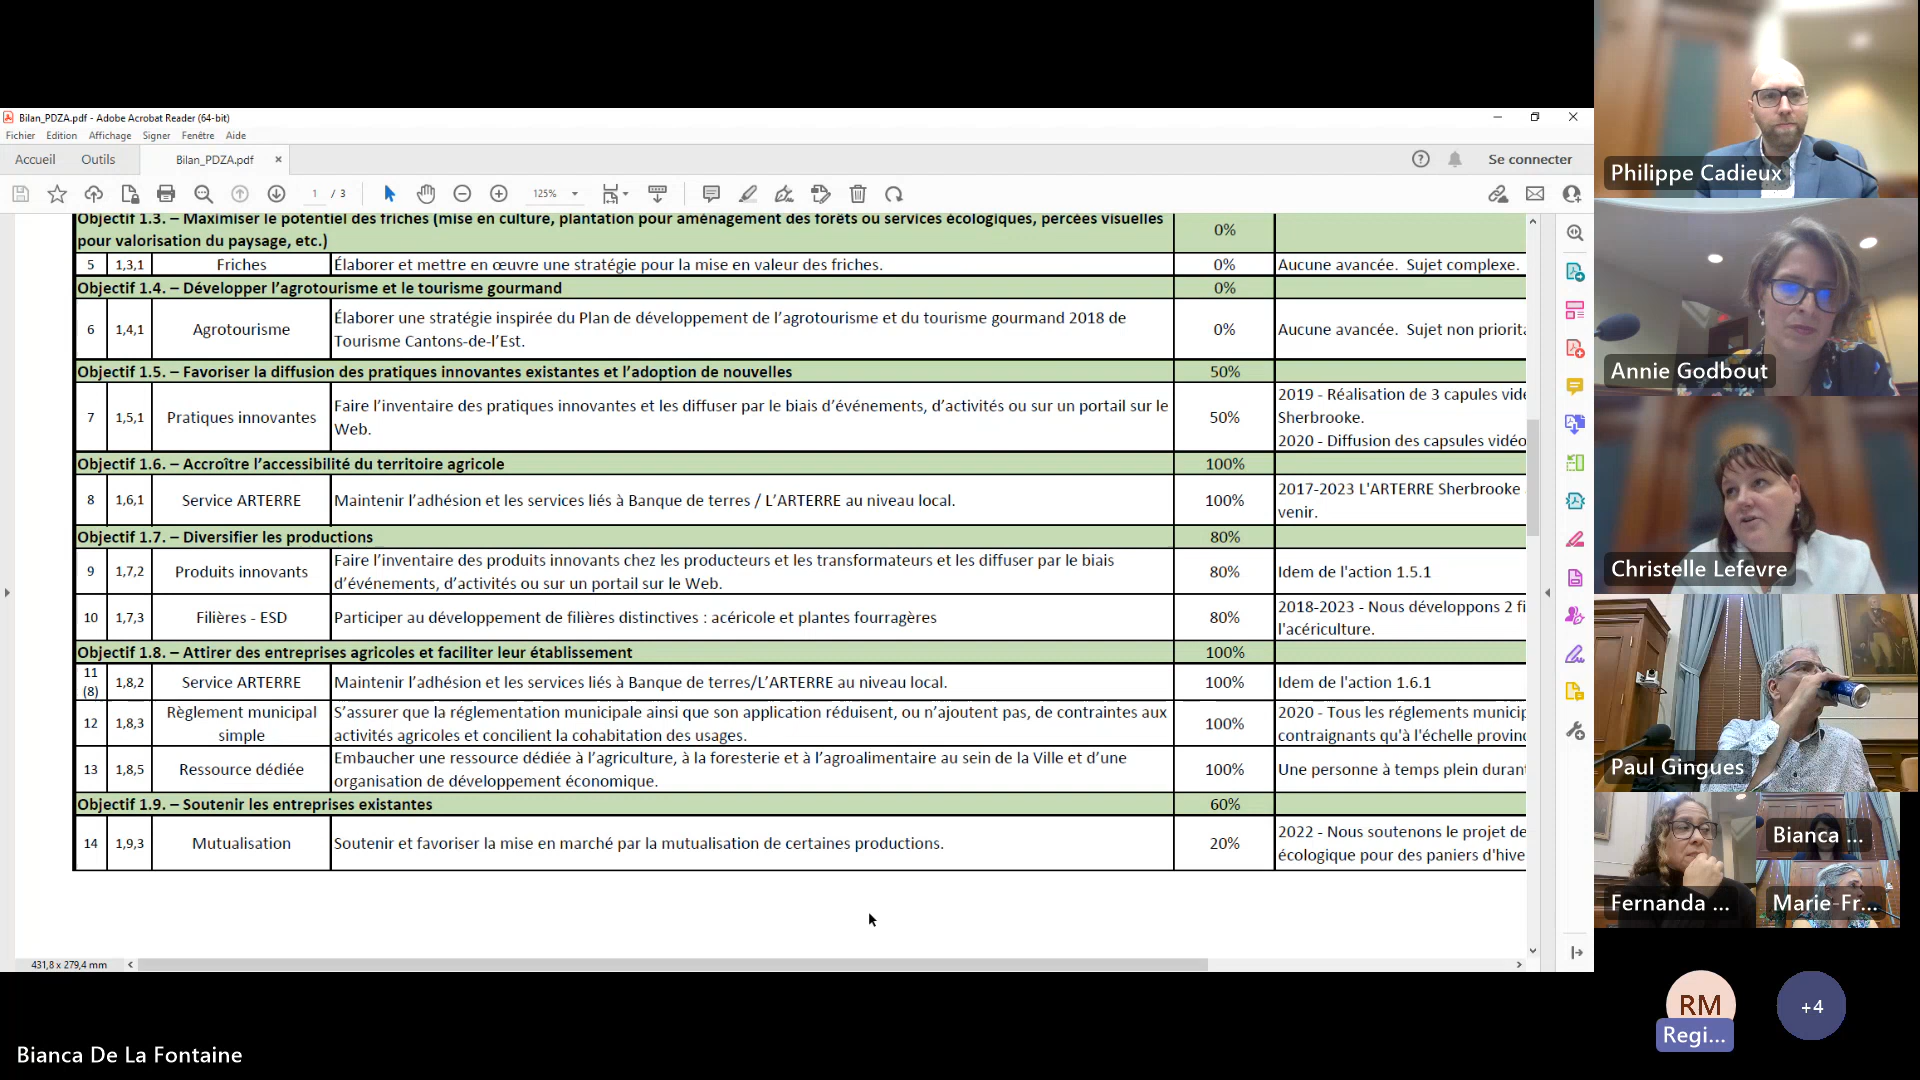 Bilan_PDZA.pdf - Adobe Acrobat Reader (64-bit)
Fichier Edition Affichage Signer Fenêtre Aide
Accueil Outils Bilan_PDZA.pdf × Se connecter
1 / 3 125%
Objectif 1.3. – Maximiser le potentiel des friches (mise en culture, plantation pour aménagement des forêts ou services écologiques, percées visuelles
pour valorisation du paysage, etc.) 0%
5 1,3,1 Friches Élaborer et mettre en œuvre une stratégie pour la mise en valeur des friches. 0% Aucune avancée. Sujet complexe.
Objectif 1.4. – Développer l’agrotourisme et le tourisme gourmand 0%
6 1,4,1 Agrotourisme Élaborer une stratégie inspirée du Plan de développement de l’agrotourisme et du tourisme gourmand 2018 de
Tourisme Cantons-de-l’Est. 0% Aucune avancée. Sujet non priorita
Objectif 1.5. – Favoriser la diffusion des pratiques innovantes existantes et l’adoption de nouvelles 50%
7 1,5,1 Pratiques innovantes Faire l’inventaire des pratiques innovantes et les diffuser par le biais d’événements, d’activités ou sur un portail sur le
Web. 50% 2019 - Réalisation de 3 capules vide
Sherbrooke.
2020 - Diffusion des capsules vidéo
Objectif 1.6. – Accroître l’accessibilité du territoire agricole 100%
8 1,6,1 Service ARTERRE Maintenir l’adhésion et les services liés à Banque de terres / L’ARTERRE au niveau local. 100% 2017-2023 L'ARTERRE Sherbrooke
venir.
Objectif 1.7. – Diversifier les productions 80%
9 1,7,2 Produits innovants Faire l’inventaire des produits innovants chez les producteurs et les transformateurs et les diffuser par le biais
d’événements, d’activités ou sur un portail sur le Web. 80% Idem de l'action 1.5.1
10 1,7,3 Filières - ESD Participer au développement de filières distinctives : acéricole et plantes fourragères 80% 2018-2023 - Nous développons 2 fi
l'acériculture.
Objectif 1.8. – Attirer des entreprises agricoles et faciliter leur établissement 100%
11 (8) 1,8,2 Service ARTERRE Maintenir l’adhésion et les services liés à Banque de terres/L’ARTERRE au niveau local. 100% Idem de l'action 1.6.1
12 1,8,3 Règlement municipal simple S’assurer que la réglementation municipale ainsi que son application réduisent, ou n’ajoutent pas, de contraintes aux
activités agricoles et concilient la cohabitation des usages. 100% 2020 - Tous les réglements municip
contraignants qu'à l'échelle provinc
13 1,8,5 Ressource dédiée Embaucher une ressource dédiée à l’agriculture, à la foresterie et à l’agroalimentaire au sein de la Ville et d’une
organisation de développement économique. 100% Une personne à temps plein durant
Objectif 1.9. – Soutenir les entreprises existantes 60%
14 1,9,3 Mutualisation Soutenir et favoriser la mise en marché par la mutualisation de certaines productions. 20% 2022 - Nous soutenons le projet de
écologique pour des paniers d'hive
431,8 x 279,4 mm
Philippe Cadieux
Annie Godbout
Christelle Lefevre
Paul Gingues
Fernanda ...
Bianca ...
Marie-Fr...
RM
Regi...
+4
Bianca De La Fontaine